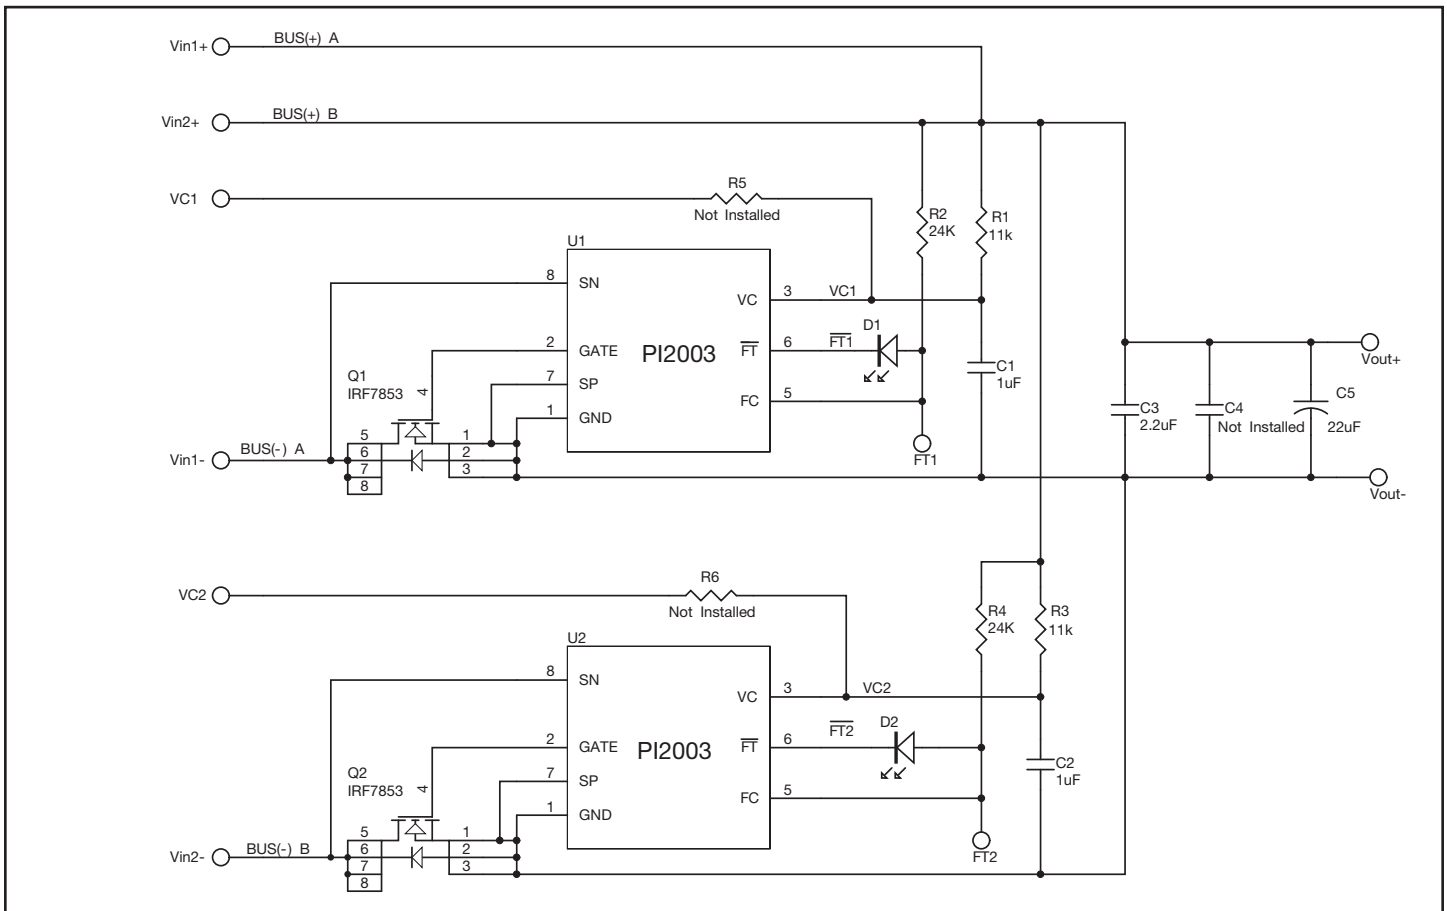 Vin1+
BUS(+) A
Vin2+
BUS(+) B
VC1
R5
Not Installed
R2
24K
R1
11k
U1
8
SN
VC
3
VC1
D1
2
GATE
PI2003
FT
6
FT1
Q1
IRF7853
4
7
SP
C1
1uF
FC
5
1
GND
Vout+
C3
2.2uF
C4
Not Installed
C5
22uF
Vin1-
BUS(-) A
5
6
7
8
1
2
3
FT1
Vout-
VC2
R6
Not Installed
R4
24K
R3
11k
U2
8
SN
VC
3
VC2
D2
2
GATE
PI2003
FT
6
FT2
Q2
IRF7853
4
7
SP
C2
1uF
FC
5
1
GND
Vin2-
BUS(-) B
5
6
7
8
1
2
3
FT2